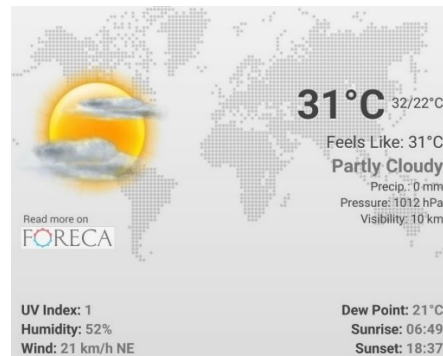 31°C 32/22°C
Feels Like: 31°C
Partly Cloudy
Precip.: 0 mm
Pressure: 1012 hPa
Visibility: 10 km
Read more on
FORECA
UV Index: 1
Humidity: 52%
Wind: 21 km/h NE
Dew Point: 21°C
Sunrise: 06:49
Sunset: 18:37